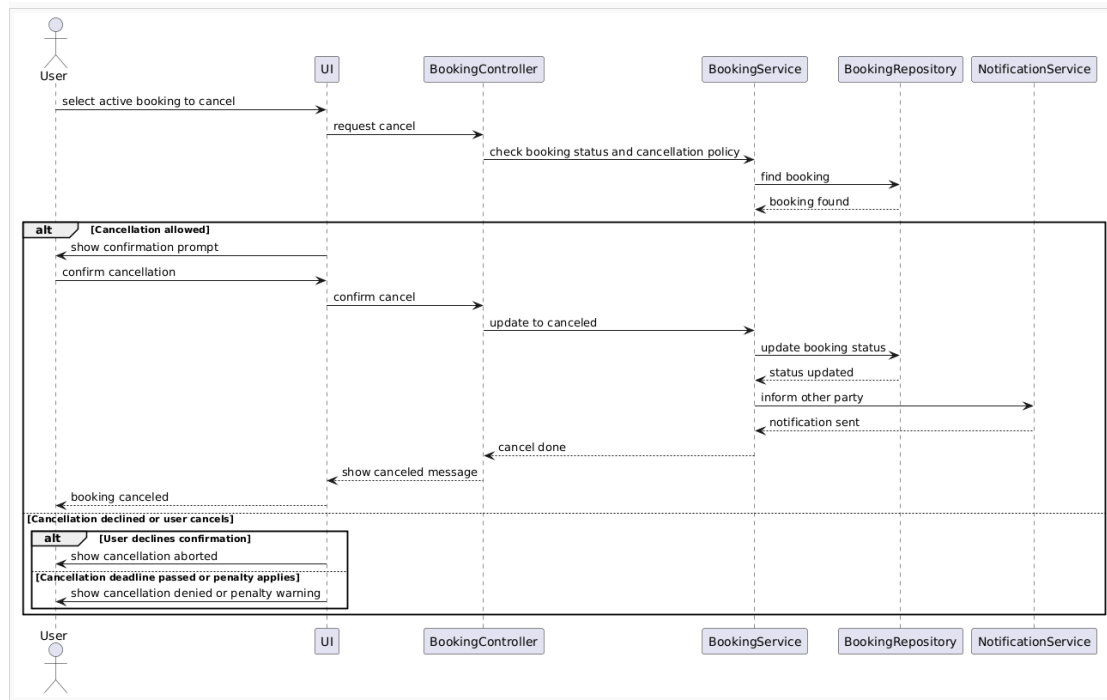 User
UI
BookingController
BookingService
BookingRepository
NotificationService
select active booking to cancel
request cancel
check booking status and cancellation policy
find booking
booking found
alt
[Cancellation allowed]
show confirmation prompt
confirm cancellation
confirm cancel
update to canceled
update booking status
status updated
inform other party
notification sent
cancel done
show canceled message
booking canceled
[Cancellation declined or user cancels]
alt
[User declines confirmation]
show cancellation aborted
[Cancellation deadline passed or penalty applies]
show cancellation denied or penalty warning
User
UI
BookingController
BookingService
BookingRepository
NotificationService